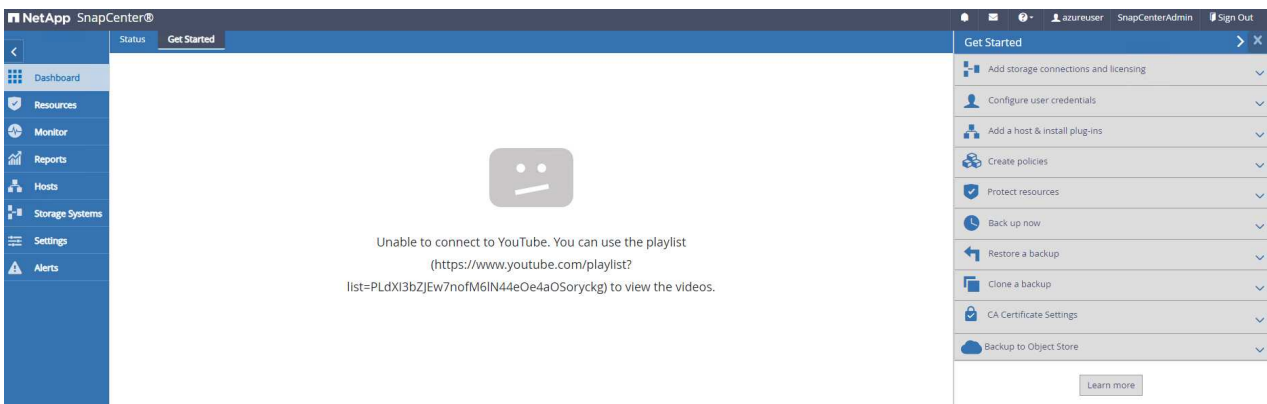 NetApp SnapCenter®
azureuser SnapCenterAdmin Sign Out
Status Get Started
Dashboard
Resources
Monitor
Reports
Hosts
Storage Systems
Settings
Alerts
Unable to connect to YouTube. You can use the playlist
(https://www.youtube.com/playlist?
list=PLdXI3bZJEw7nofM6lN44eOe4aOSoryckg) to view the videos.
Get Started
Add storage connections and licensing
Configure user credentials
Add a host & install plug-ins
Create policies
Protect resources
Back up now
Restore a backup
Clone a backup
CA Certificate Settings
Backup to Object Store
Learn more